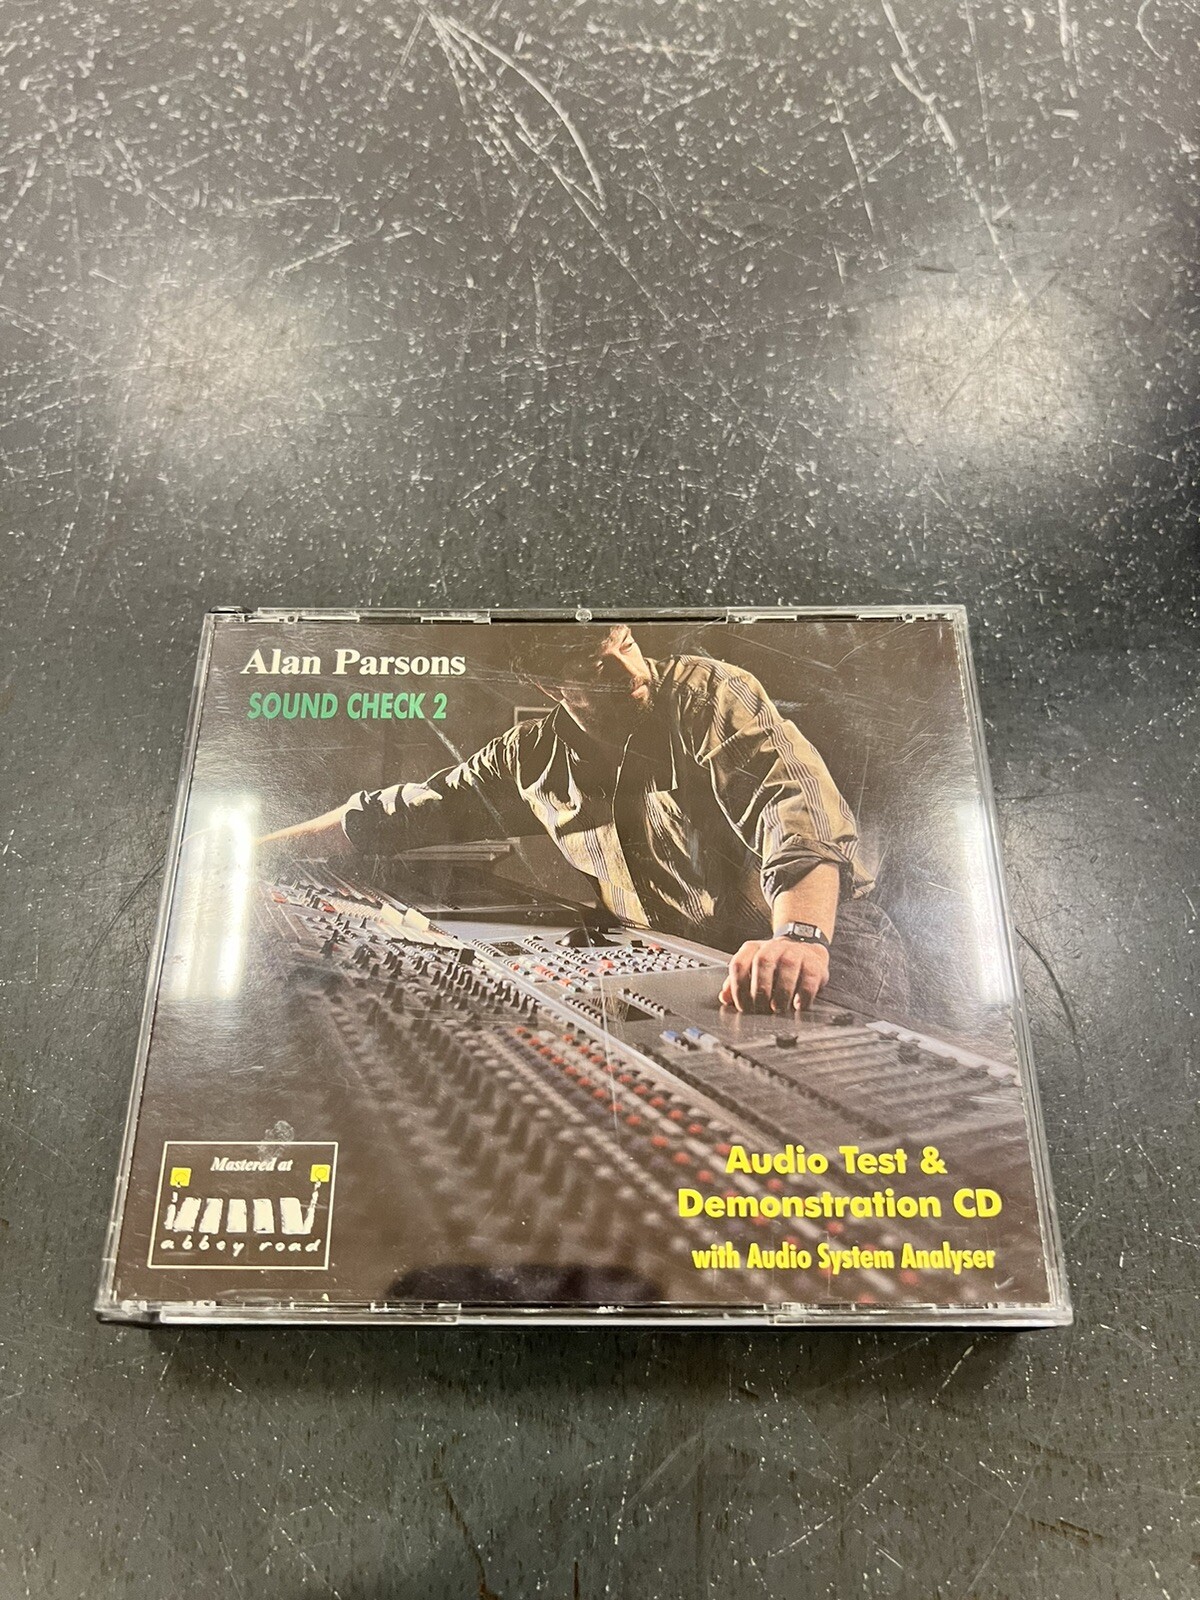 Alan Parsons
SOUND CHECK 2
Mastered at
abbey road
Audio Test &
Demonstration CD
with Audio System Analyser